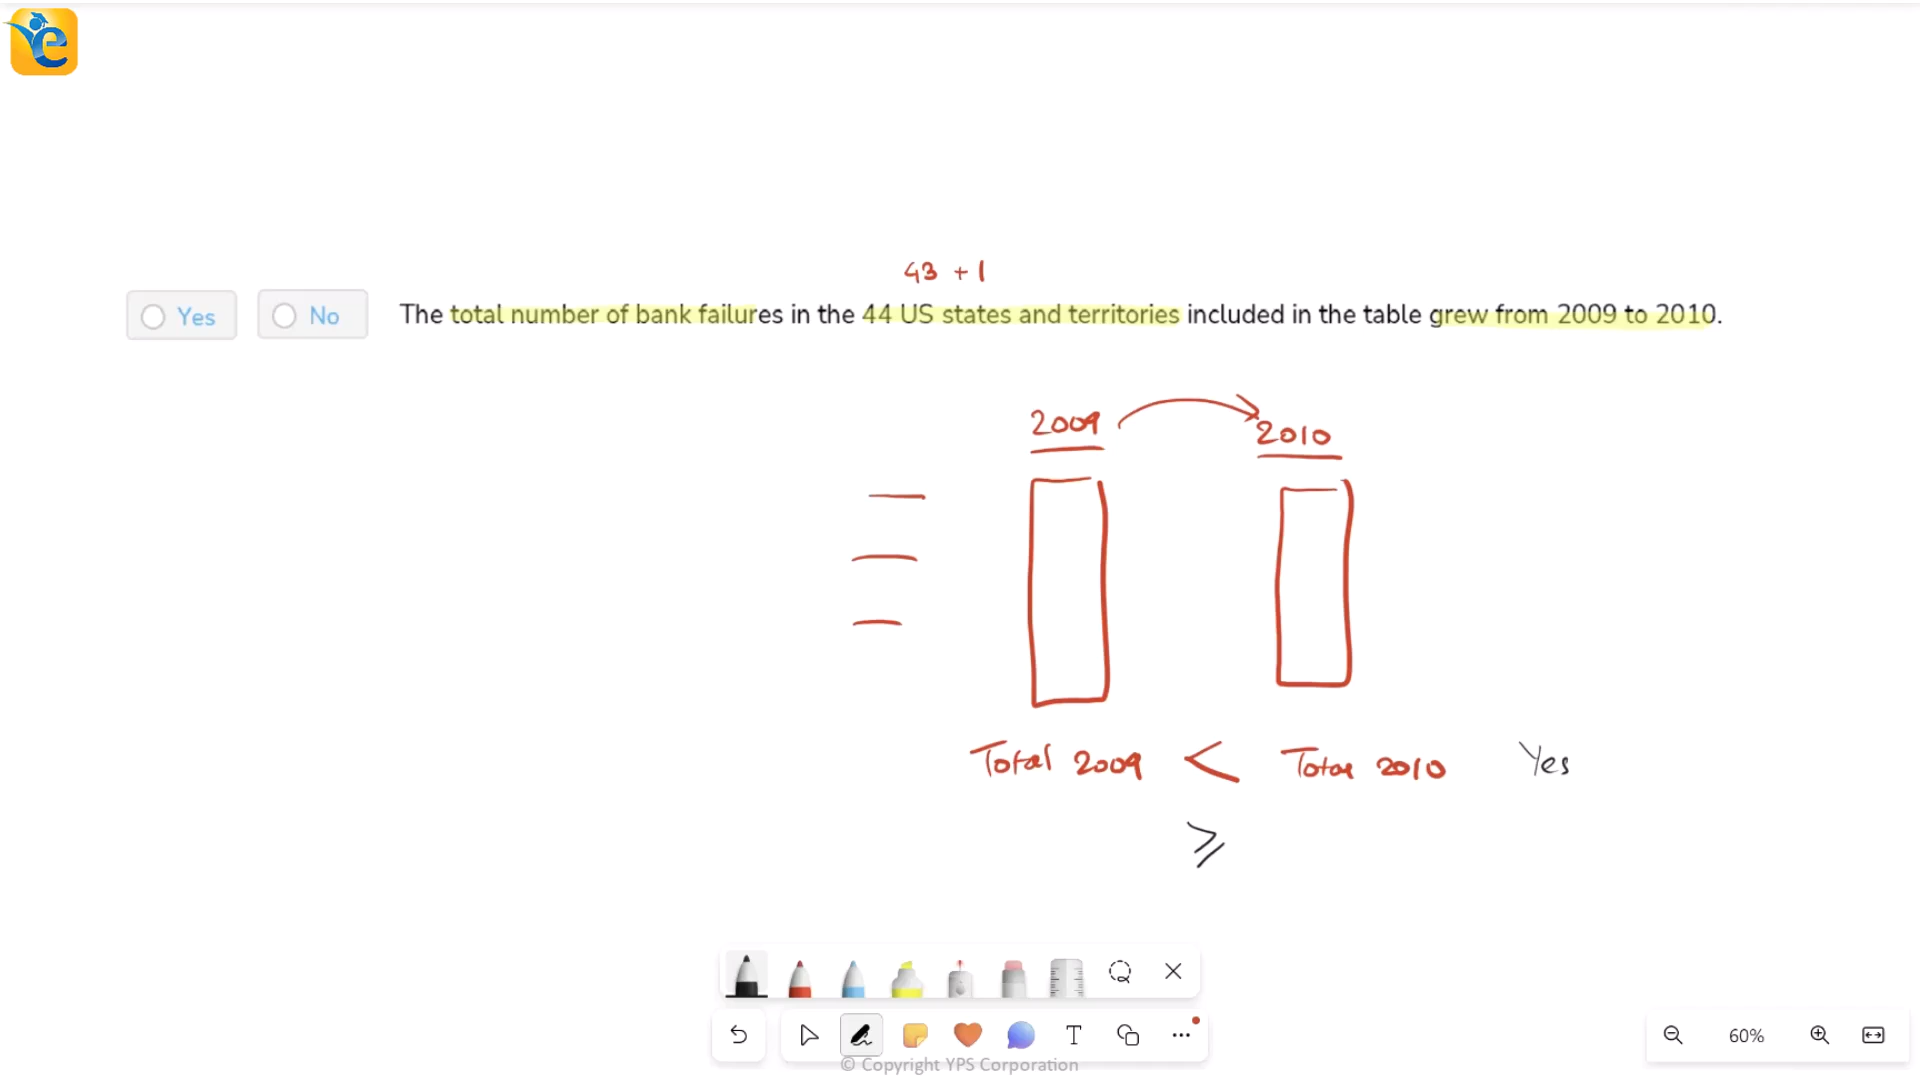 e
43 + 1
Yes No The total number of bank failures in the 44 US states and territories included in the table grew from 2009 to 2010.
2009 2010
Total 2009 < Total 2010 Yes
⩾
T
60%
© Copyright YPS Corporation